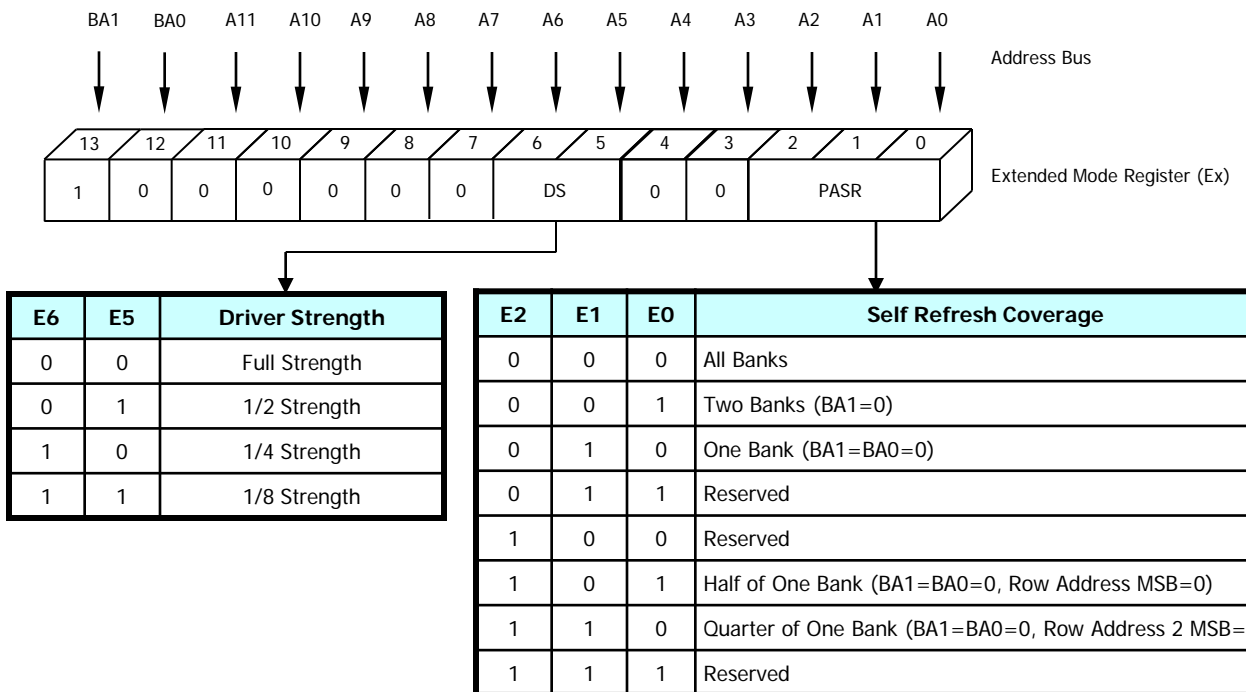 BA1 BA0 A11 A10 A9 A8 A7 A6 A5 A4 A3 A2 A1 A0
Address Bus
13 12 11 10 9 8 7 6 5 4 3 2 1 0
1 0 0 0 0 0 0 DS 0 0 PASR
Extended Mode Register (Ex)
E6 E5 Driver Strength
0 0 Full Strength
0 1 1/2 Strength
1 0 1/4 Strength
1 1 1/8 Strength
E2 E1 E0 Self Refresh Coverage
0 0 0 All Banks
0 0 1 Two Banks (BA1=0)
0 1 0 One Bank (BA1=BA0=0)
0 1 1 Reserved
1 0 0 Reserved
1 0 1 Half of One Bank (BA1=BA0=0, Row Address MSB=0)
1 1 0 Quarter of One Bank (BA1=BA0=0, Row Address 2 MSB=
1 1 1 Reserved